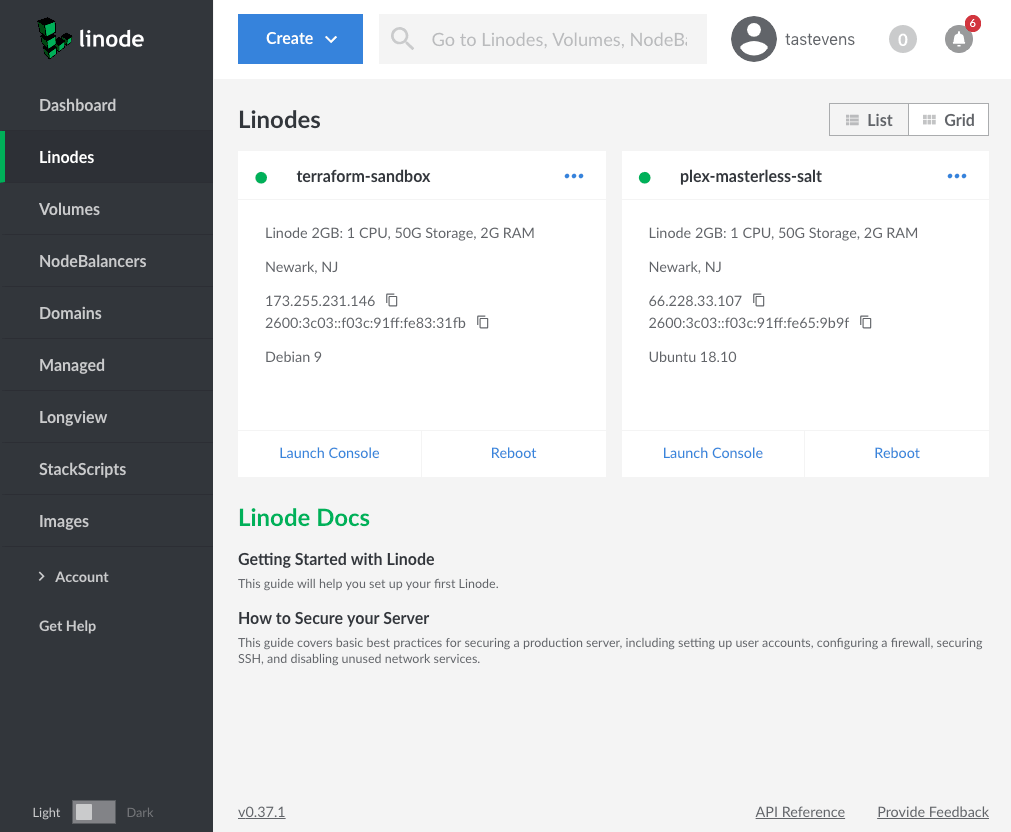 linode
Create
Go to Linodes, Volumes, NodeBa
tastevens
0
6
Dashboard
Linodes
Volumes
NodeBalancers
Domains
Managed
Longview
StackScripts
Images
Account
Get Help
Light
Dark
Linodes
List
Grid
terraform-sandbox
Linode 2GB: 1 CPU, 50G Storage, 2G RAM
Newark, NJ
173.255.231.146
2600:3c03::f03c:91ff:fe83:31fb
Debian 9
Launch Console
Reboot
plex-masterless-salt
Linode 2GB: 1 CPU, 50G Storage, 2G RAM
Newark, NJ
66.228.33.107
2600:3c03::f03c:91ff:fe65:9b9f
Ubuntu 18.10
Launch Console
Reboot
Linode Docs
Getting Started with Linode
This guide will help you set up your first Linode.
How to Secure your Server
This guide covers basic best practices for securing a production server, including setting up user accounts, configuring a firewall, securing
SSH, and disabling unused network services.
v0.37.1
API Reference
Provide Feedback